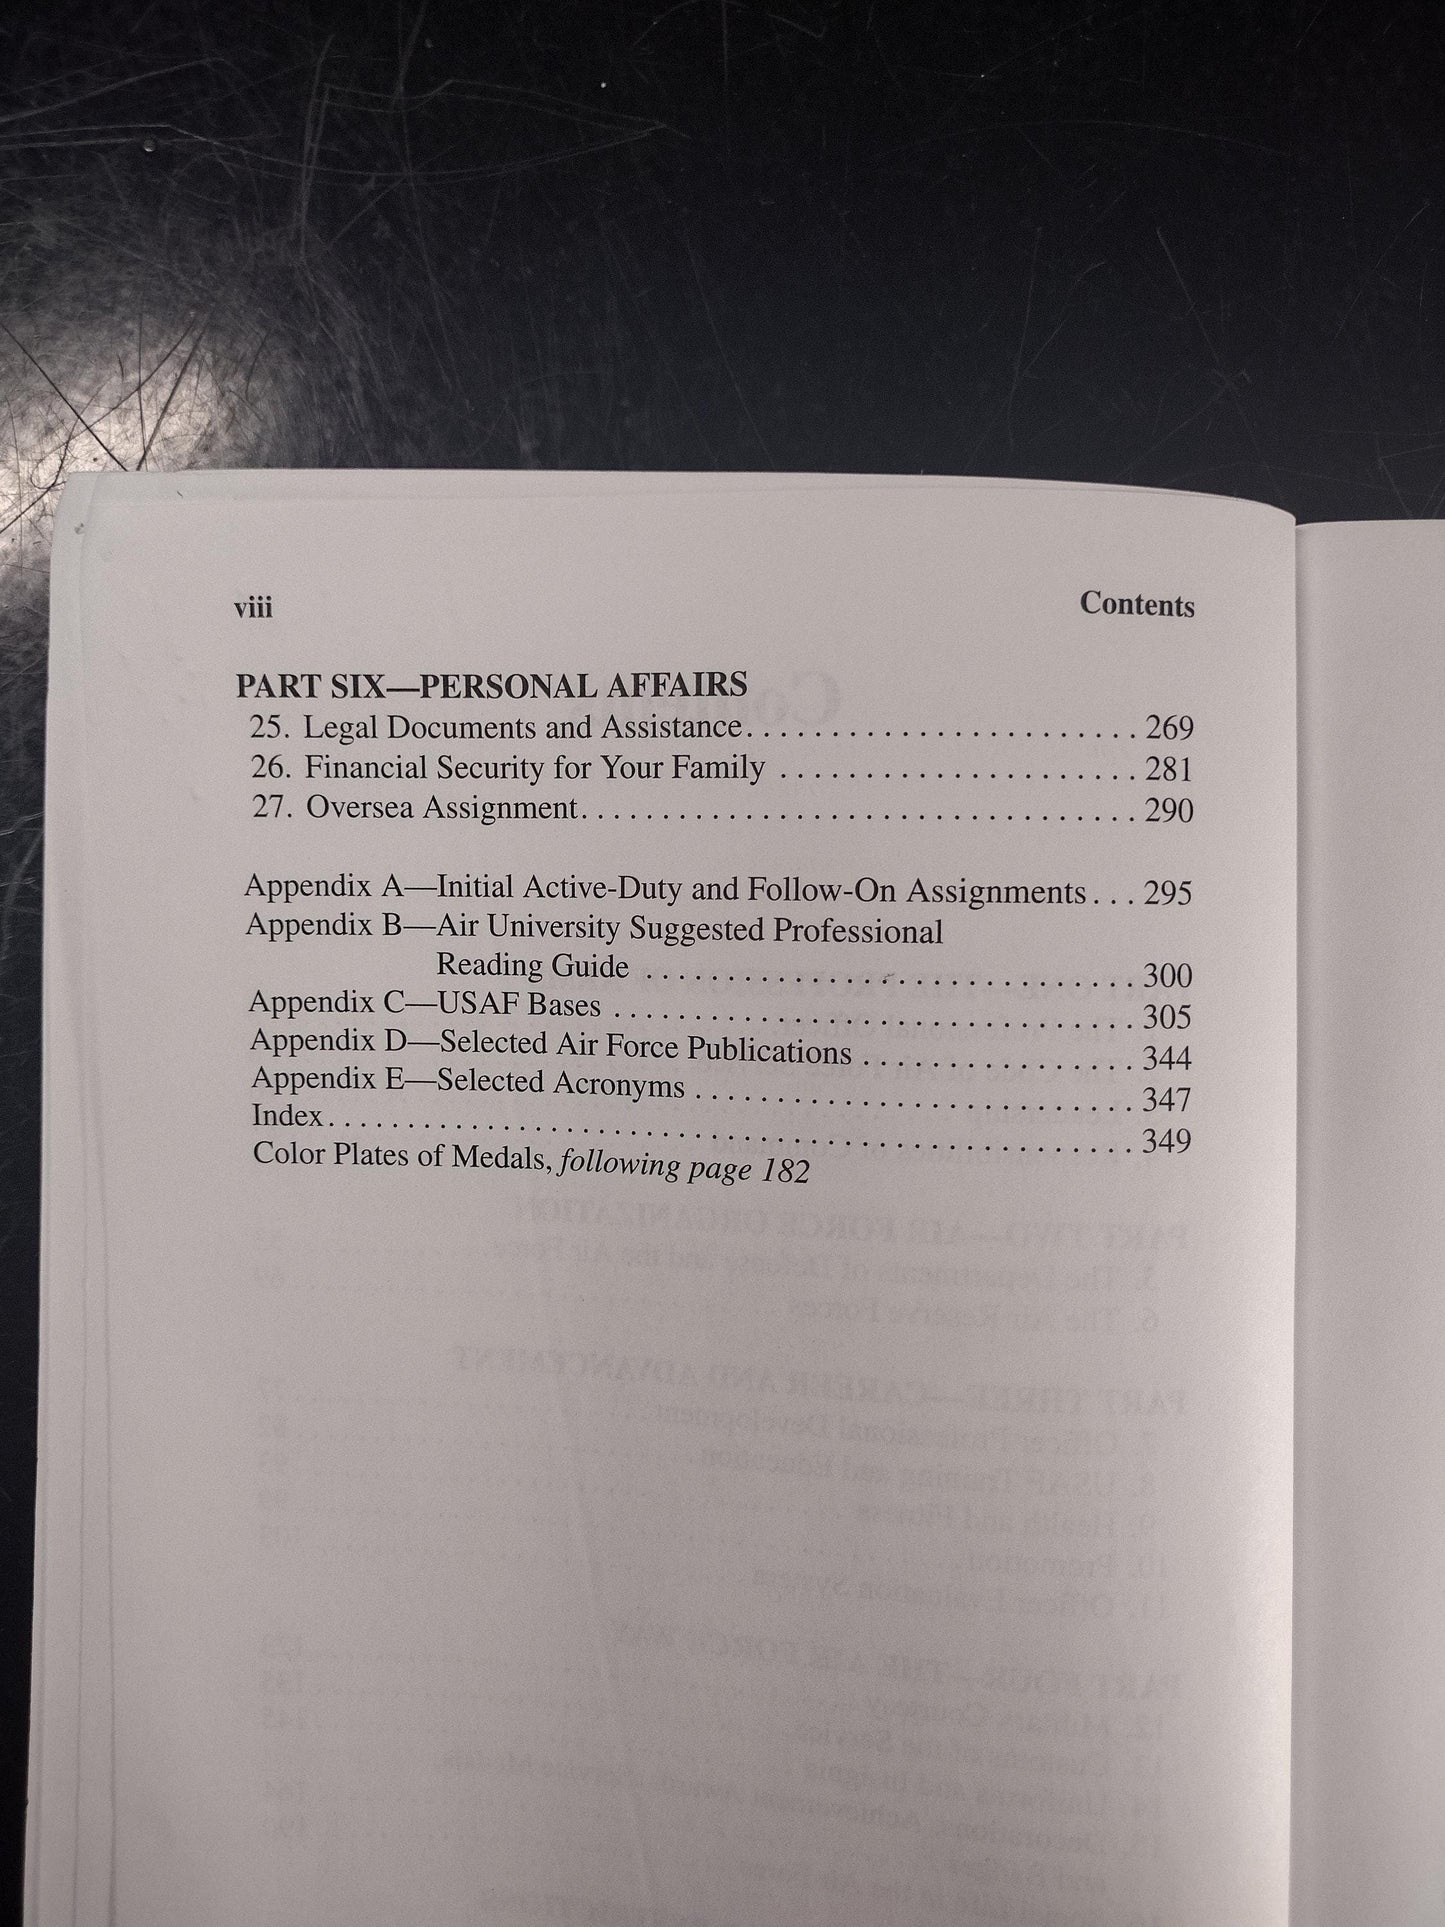 viii Contents
PART SIX—PERSONAL AFFAIRS
25. Legal Documents and Assistance. . . . . . . . . . . . . . . . . . . . . . . . 269
26. Financial Security for Your Family . . . . . . . . . . . . . . . . . . . . . . 281
27. Oversea Assignment. . . . . . . . . . . . . . . . . . . . . . . . . . . . . . . . . . 290
Appendix A—Initial Active-Duty and Follow-On Assignments . . . 295
Appendix B—Air University Suggested Professional
Reading Guide . . . . . . . . . . . . . . . . . . . . . . . . . . . . . . 300
Appendix C—USAF Bases . . . . . . . . . . . . . . . . . . . . . . . . . . . . . . . . 305
Appendix D—Selected Air Force Publications . . . . . . . . . . . . . . . . . 344
Appendix E—Selected Acronyms . . . . . . . . . . . . . . . . . . . . . . . . . . . 347
Index. . . . . . . . . . . . . . . . . . . . . . . . . . . . . . . . . . . . . . . . . . . . . . . . . . 349
Color Plates of Medals, following page 182